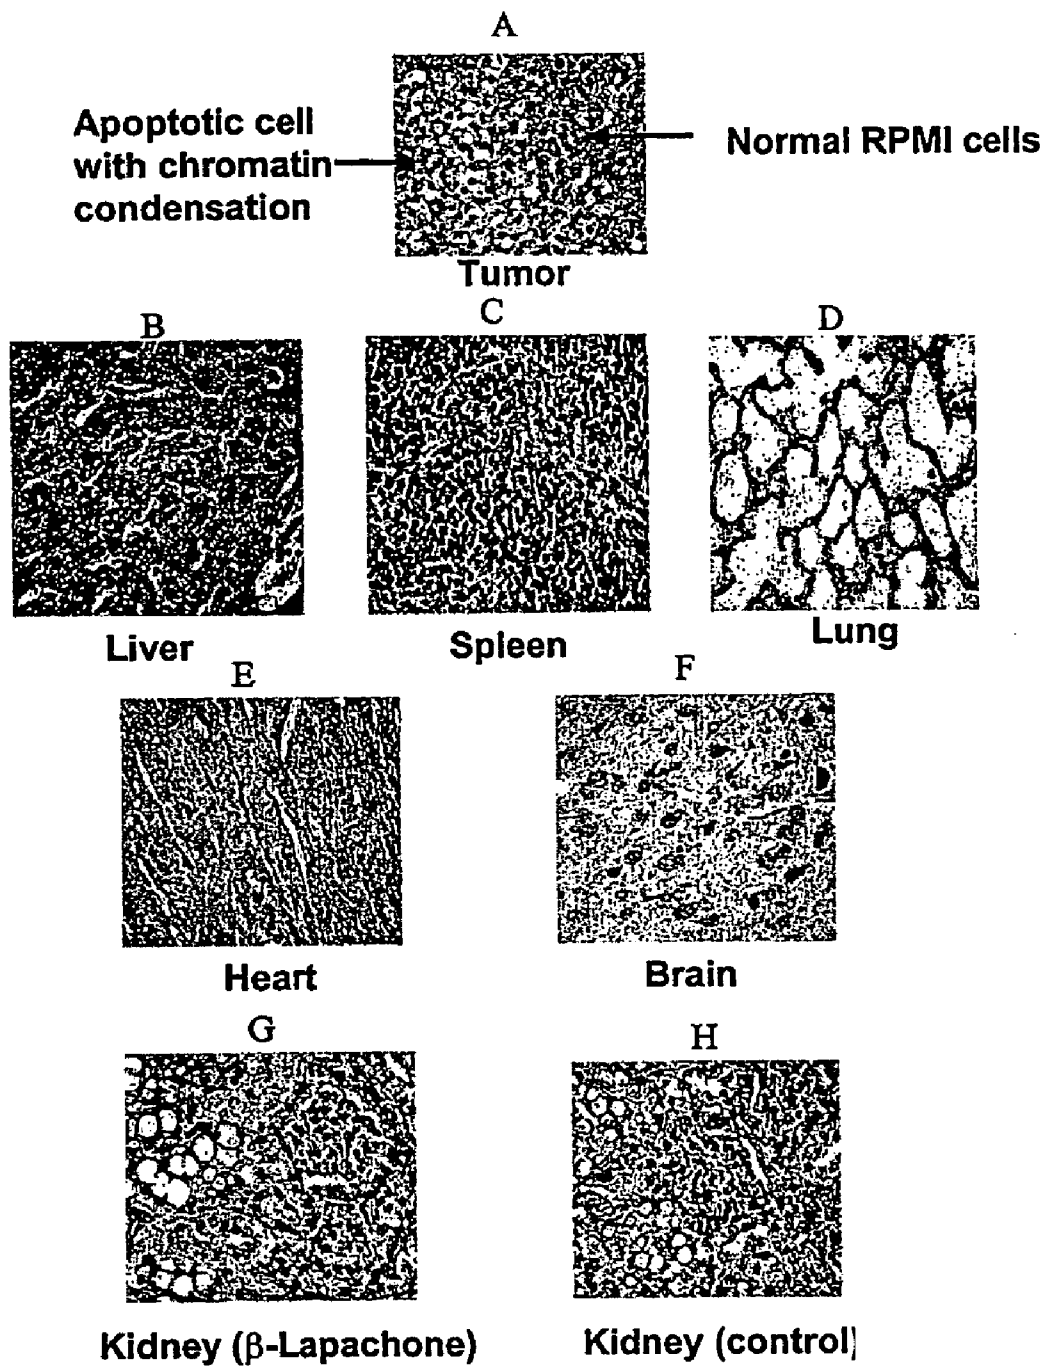 A
Apoptotic cell
with chromatin
condensation
Normal RPMI cells
Tumor
B
C
D
Liver
Spleen
Lung
E
F
Heart
Brain
G
H
Kidney (β-Lapachone)
Kidney (control)